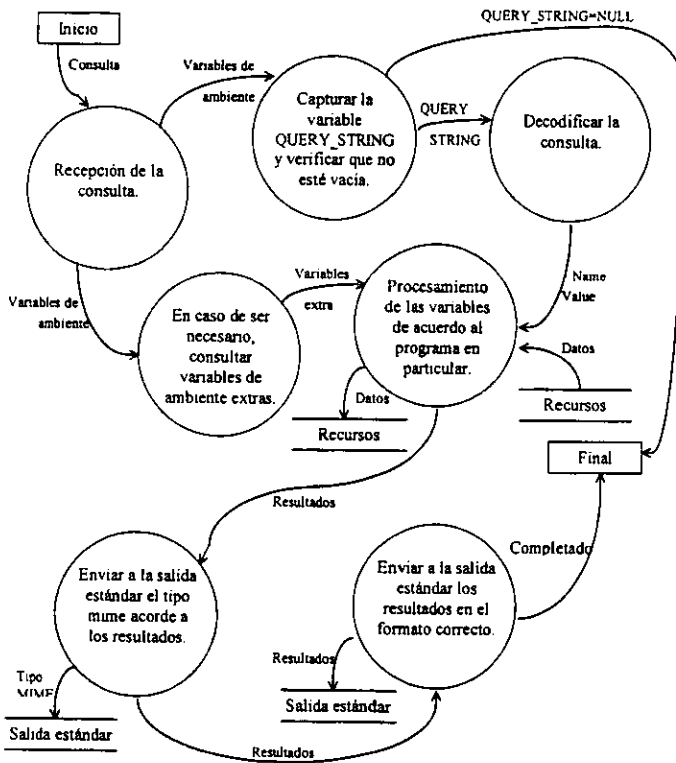 Inicio
Consulta
Recepción de la
consulta.
Variables de
ambiente
Capturar la
variable
QUERY_STRING
y verificar que no
esté vacía.
QUERY_STRING=NULL
QUERY
STRING
Decodificar la
consulta.
Variables de
ambiente
En caso de ser
necesario,
consultar
variables de
ambiente extras.
Variables
extra
Procesamiento
de las variables
de acuerdo al
programa en
particular.
Name
Value
Datos
Recursos
Datos
Recursos
Final
Resultados
Enviar a la salida
estándar el tipo
mime acorde a
los resultados.
Tipo
MIME
Salida estándar
Resultados
Enviar a la salida
estándar los
resultados en el
formato correcto.
Resultados
Salida estándar
Completado